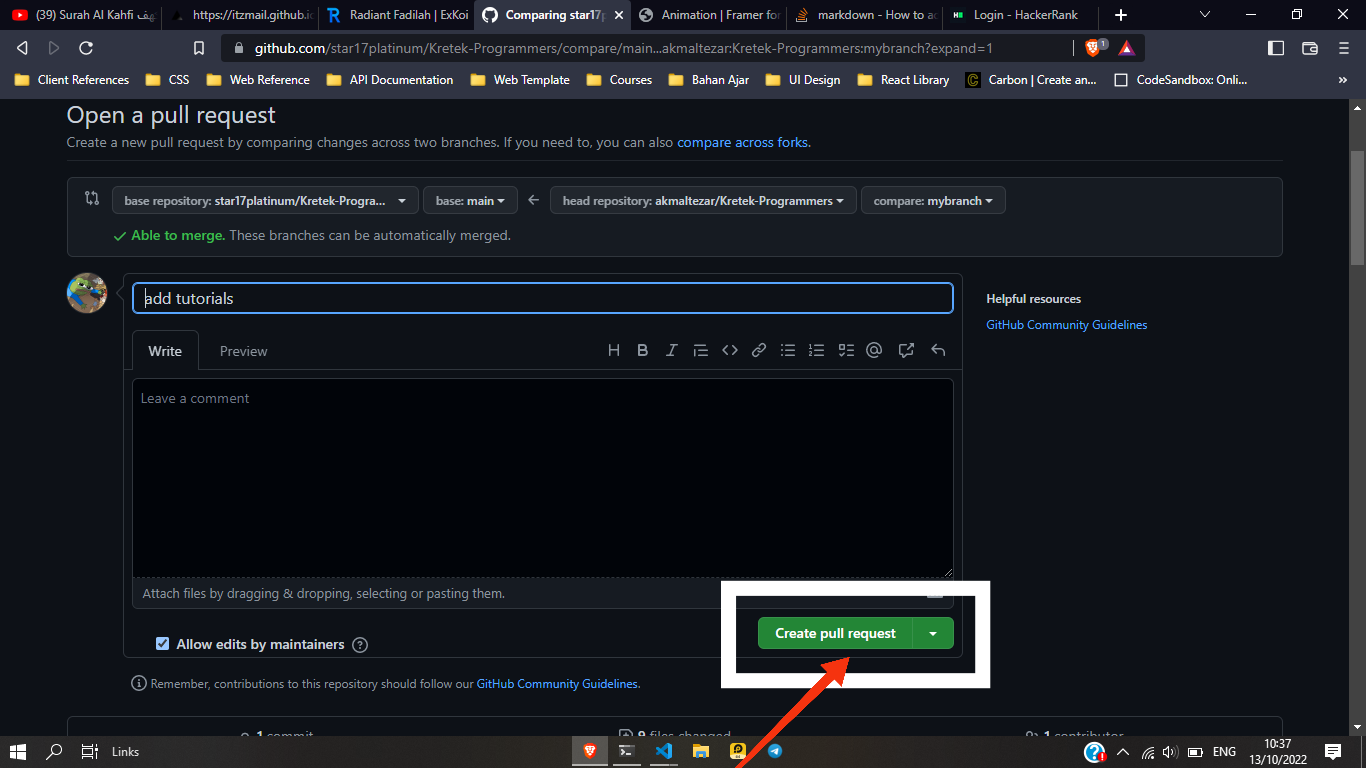 (39) Surah Al Kahfi
https://itzmail.github.ic
Radiant Fadilah | ExKoi
Comparing star17p
Animation | Framer for
markdown - How to ac
Login - HackerRank
github.com/star17platinum/Kretek-Programmers/compare/main...akmaltezar:Kretek-Programmers:mybranch?expand=1
1
Client References
CSS
Web Reference
API Documentation
Web Template
Courses
Bahan Ajar
UI Design
React Library
Carbon | Create an...
CodeSandbox: Onli...
»
Open a pull request
Create a new pull request by comparing changes across two branches. If you need to, you can also compare across forks.
base repository: star17platinum/Kretek-Progra...
base: main
head repository: akmaltezar/Kretek-Programmers
compare: mybranch
Able to merge. These branches can be automatically merged.
add tutorials
Helpful resources
GitHub Community Guidelines
Write
Preview
Leave a comment
Attach files by dragging & dropping, selecting or pasting them.
Allow edits by maintainers
Create pull request
Remember, contributions to this repository should follow our GitHub Community Guidelines.
1 commit
9 files changed
1 contributor
Links
ENG
10:37
13/10/2022